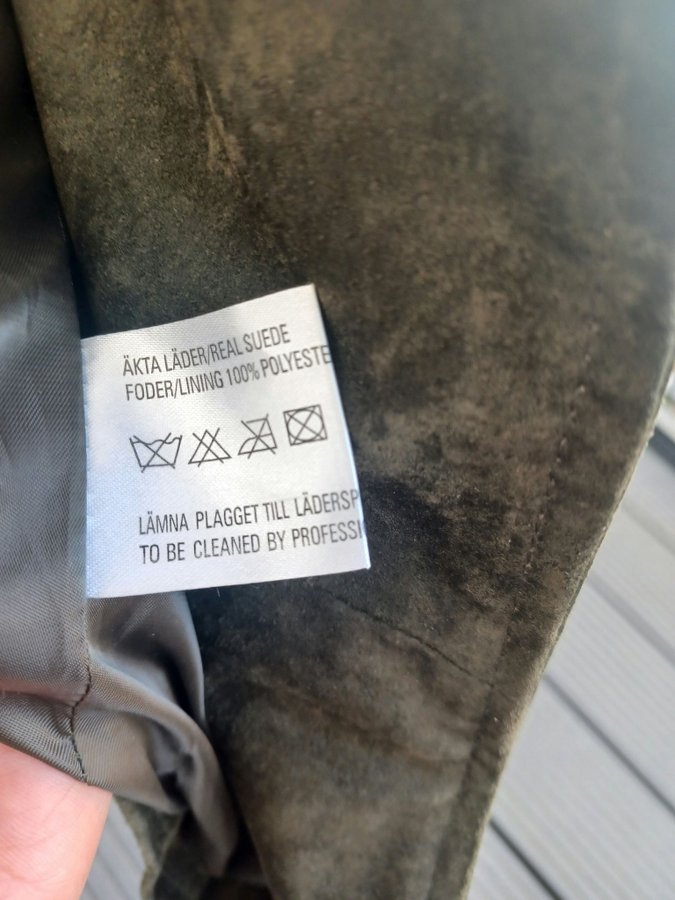 ÄKTA LÄDER/REAL SUEDE
FODER/LINING 100% POLYESTE
LÄMNA PLAGGET TILL LÄDERSP
TO BE CLEANED BY PROFESSI